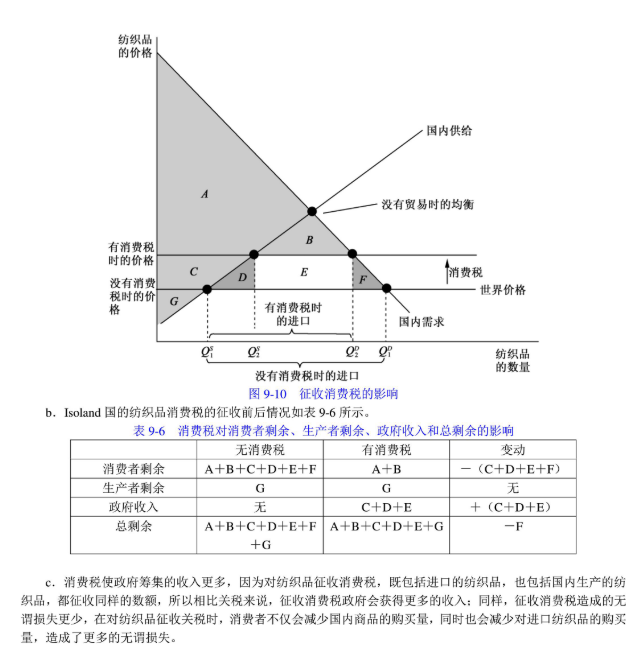 纺织品
的价格
国内供给
A
没有贸易时的均衡
B
有消费税
时的价格
C
D
E
F
消费税
没有消费
税时的价
格
G
世界价格
有消费税时
的进口
国内需求
Q₁ˢ Q₂ˢ Q₂ᴰ Q₁ᴰ
纺织品
的数量
没有消费税时的进口
图 9-10 征收消费税的影响
b．Isoland 国的纺织品消费税的征收前后情况如表 9-6 所示。
表 9-6 消费税对消费者剩余、生产者剩余、政府收入和总剩余的影响
无消费税 有消费税 变动
消费者剩余 A＋B＋C＋D＋E＋F A＋B －（C＋D＋E＋F）
生产者剩余 G G 无
政府收入 无 C＋D＋E ＋（C＋D＋E）
总剩余 A＋B＋C＋D＋E＋F A＋B＋C＋D＋E＋G －F
＋G
c．消费税使政府筹集的收入更多，因为对纺织品征收消费税，既包括进口的纺织品，也包括国内生产的纺
织品，都征收同样的数额，所以相比关税来说，征收消费税政府会获得更多的收入；同样，征收消费税造成的无
谓损失更少，在对纺织品征收关税时，消费者不仅会减少国内商品的购买量，同时也会减少对进口纺织品的购买
量，造成了更多的无谓损失。